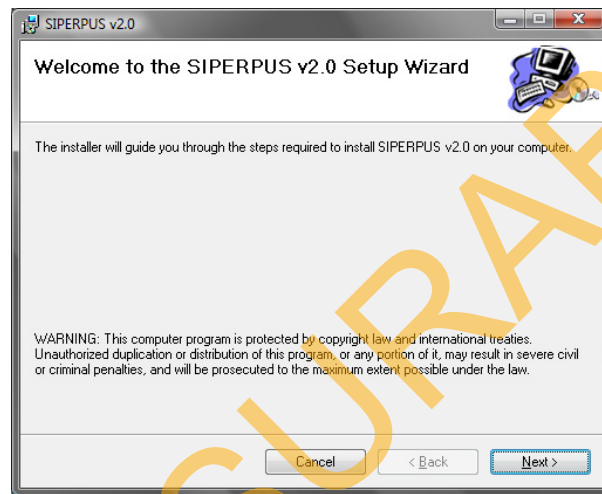 SIPERPUS v2.0
Welcome to the SIPERPUS v2.0 Setup Wizard
The installer will guide you through the steps required to install SIPERPUS v2.0 on your computer.
WARNING: This computer program is protected by copyright law and international treaties.
Unauthorized duplication or distribution of this program, or any portion of it, may result in severe civil
or criminal penalties, and will be prosecuted to the maximum extent possible under the law.
Cancel
< Back
Next >